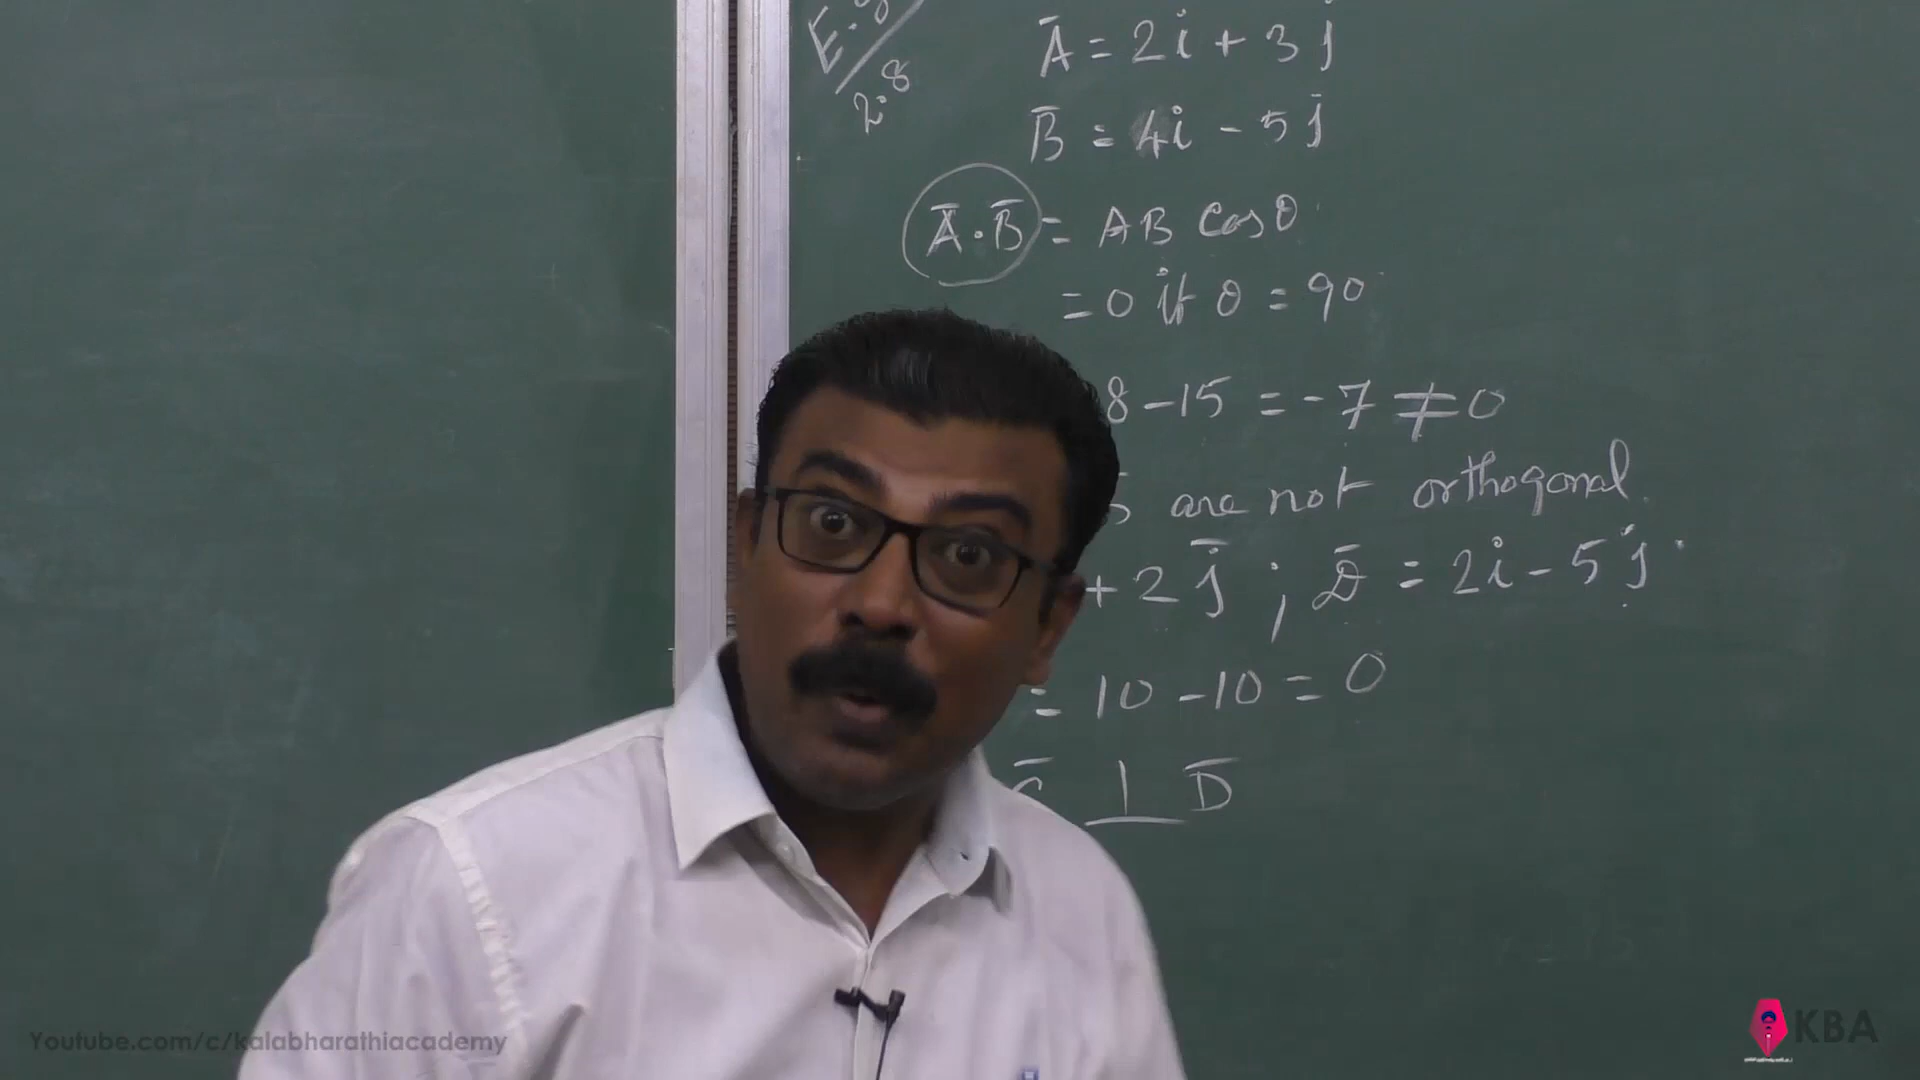 E.g / 2.8
A̅ = 2i + 3j
B̅ = 4i - 5j
A̅.B̅ = AB Cosθ
= 0 if θ = 90
8 - 15 = - 7 ≠ 0
are not orthogonal.
+ 2j̅ ; D̅ = 2i - 5j.
= 10 - 10 = 0
C̅ ⊥ D̅
Youtube.com/c/kalabharathiacademy
KBA